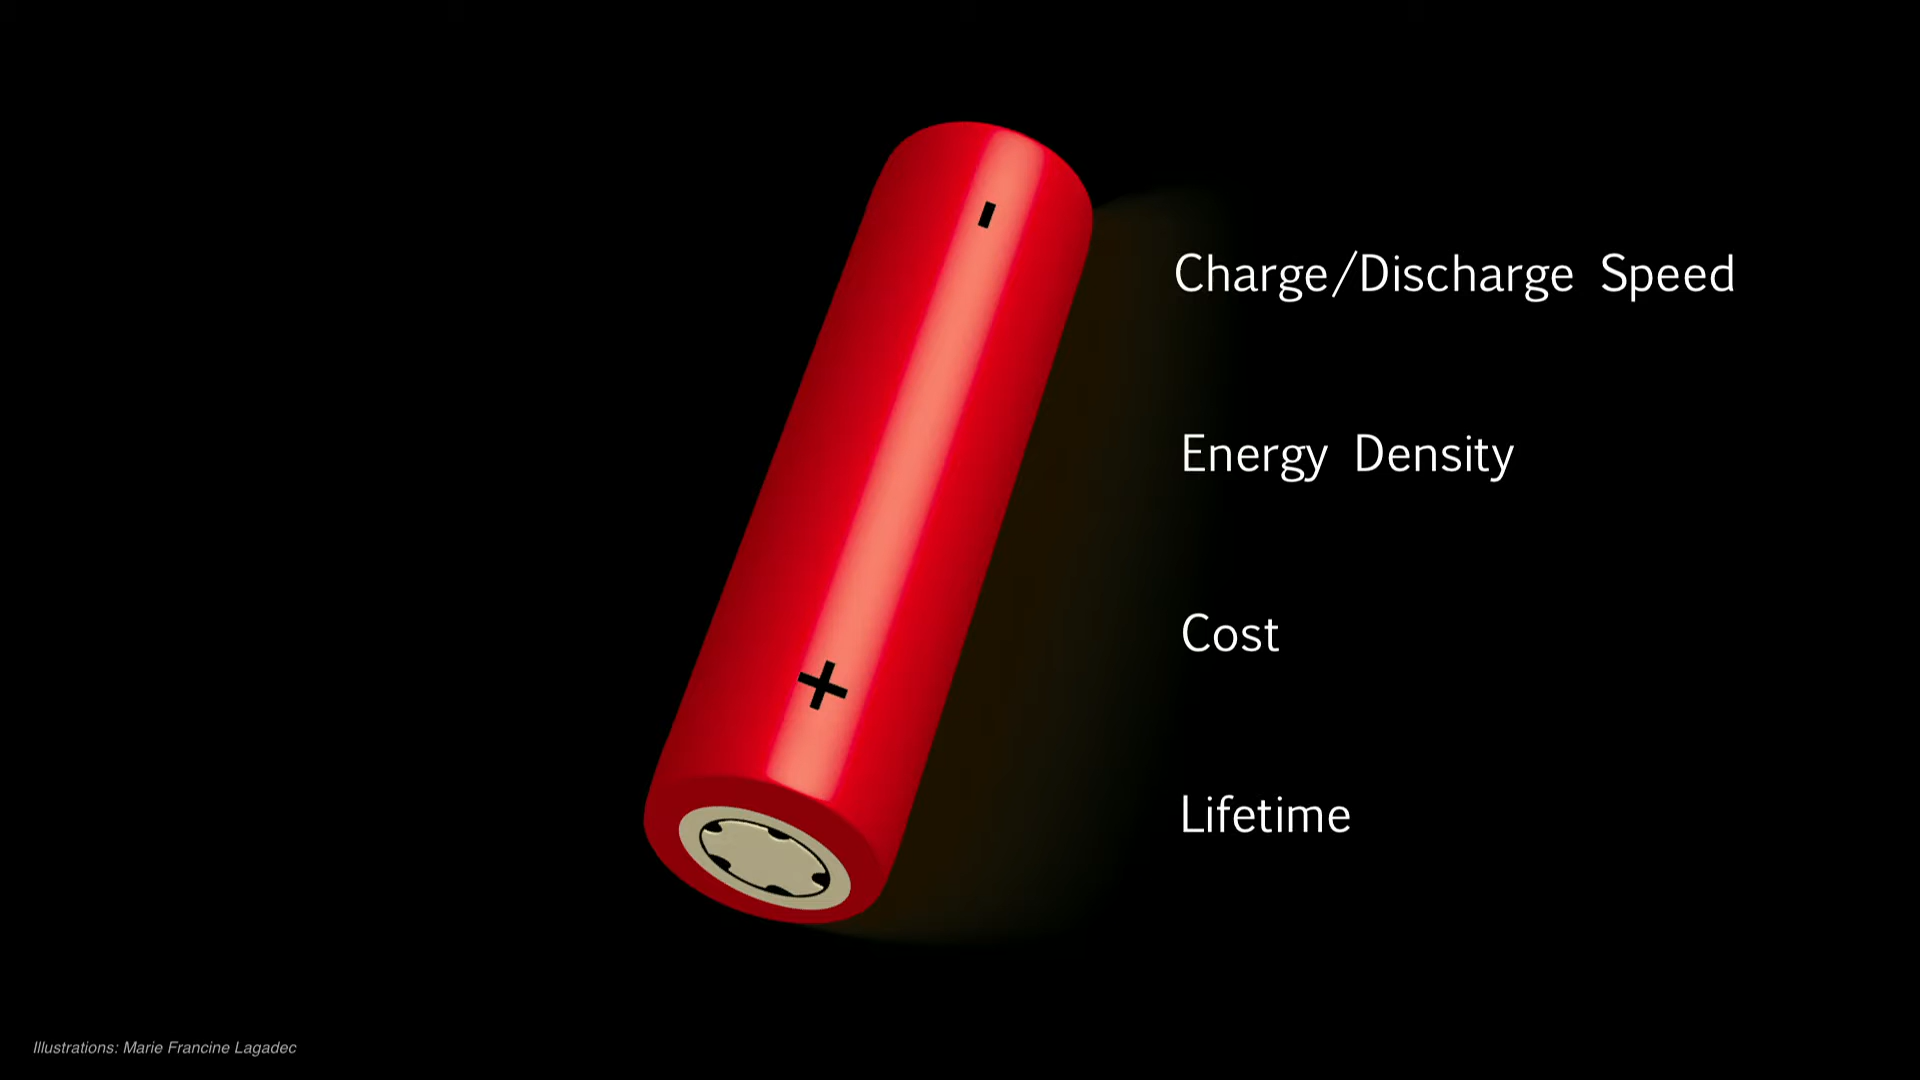 -
Charge/Discharge Speed
Energy Density
Cost
+
Lifetime
Illustrations: Marie Francine Lagadec